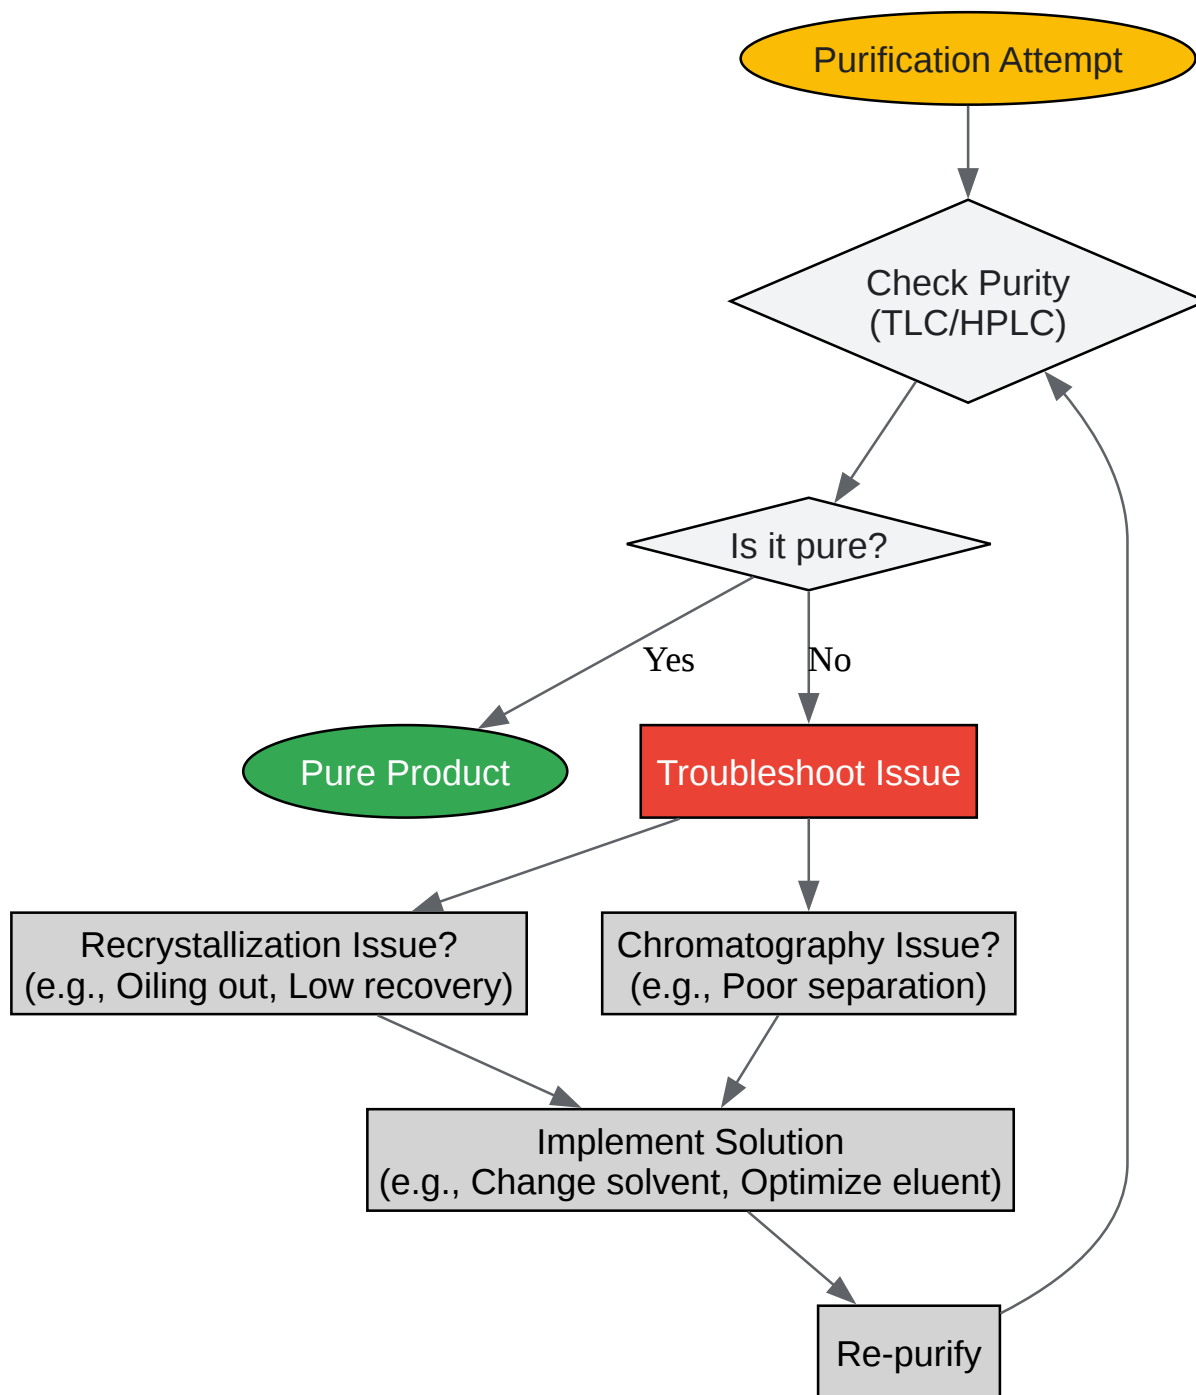 Purification Attempt
Check Purity
(TLC/HPLC)
Is it pure?
Yes
No
Pure Product
Troubleshoot Issue
Recrystallization Issue?
(e.g., Oiling out, Low recovery)
Chromatography Issue?
(e.g., Poor separation)
Implement Solution
(e.g., Change solvent, Optimize eluent)
Re-purify